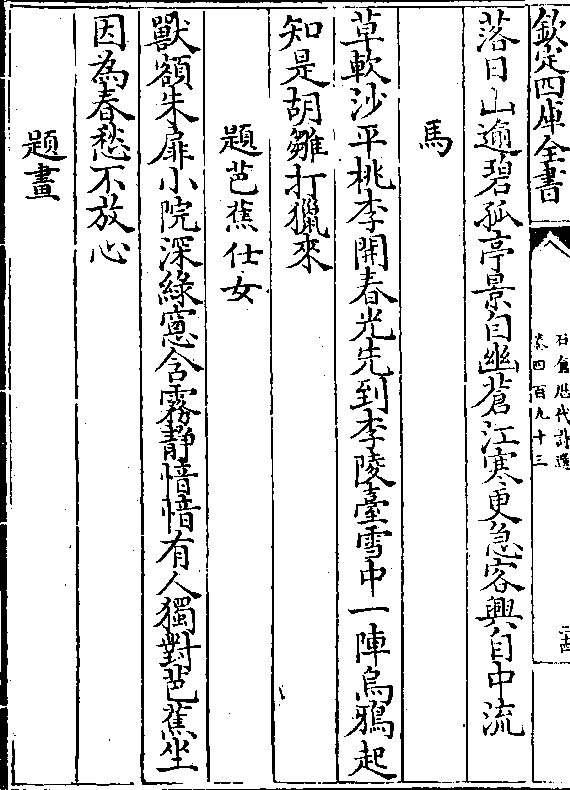 欽定四庫全書
石倉歷代詩選
卷四百九十三
落日山逾碧孤亭景自幽蒼江寒更急客興自中流
馬
草軟沙平桃李開春光先到李陵臺雪中一陣烏鴉起
知是胡雛打獵來
題芭蕉仕女
獸額朱扉小院深綠窻含霧靜愔愔有人獨對芭蕉坐
因為春愁不放心
題畫